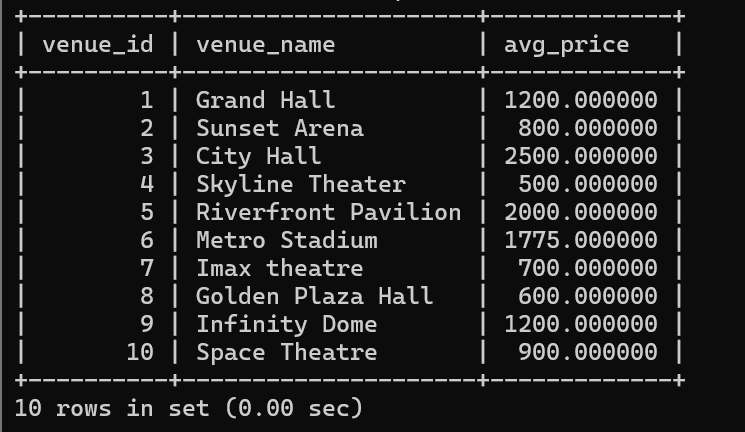 +----------+---------------------+-------------+
| venue_id | venue_name          | avg_price   |
+----------+---------------------+-------------+
|        1 | Grand Hall          | 1200.000000 |
|        2 | Sunset Arena        |  800.000000 |
|        3 | City Hall           | 2500.000000 |
|        4 | Skyline Theater     |  500.000000 |
|        5 | Riverfront Pavilion | 2000.000000 |
|        6 | Metro Stadium       | 1775.000000 |
|        7 | Imax theatre        |  700.000000 |
|        8 | Golden Plaza Hall   |  600.000000 |
|        9 | Infinity Dome       | 1200.000000 |
|       10 | Space Theatre       |  900.000000 |
+----------+---------------------+-------------+
10 rows in set (0.00 sec)